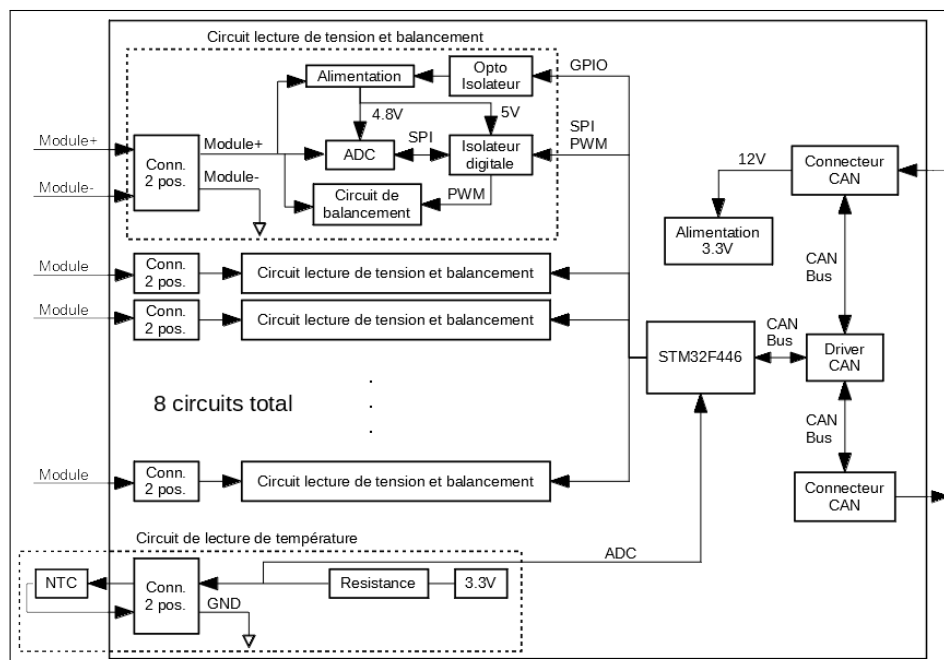 Circuit lecture de tension et balancement
Alimentation
Opto
Isolateur
GPIO
4.8V
5V
Module+
Module-
Conn.
2 pos.
Module+
Module-
ADC
SPI
Isolateur
digitale
SPI
PWM
Circuit de
balancement
PWM
12V
Connecteur
CAN
Alimentation
3.3V
CAN
Bus
Module
Conn.
2 pos.
Circuit lecture de tension et balancement
Module
Conn.
2 pos.
Circuit lecture de tension et balancement
STM32F446
CAN
Bus
Driver
CAN
8 circuits total
CAN
Bus
Module
Conn.
2 pos.
Circuit lecture de tension et balancement
Connecteur
CAN
Circuit de lecture de température
ADC
NTC
Conn.
2 pos.
GND
Resistance
3.3V